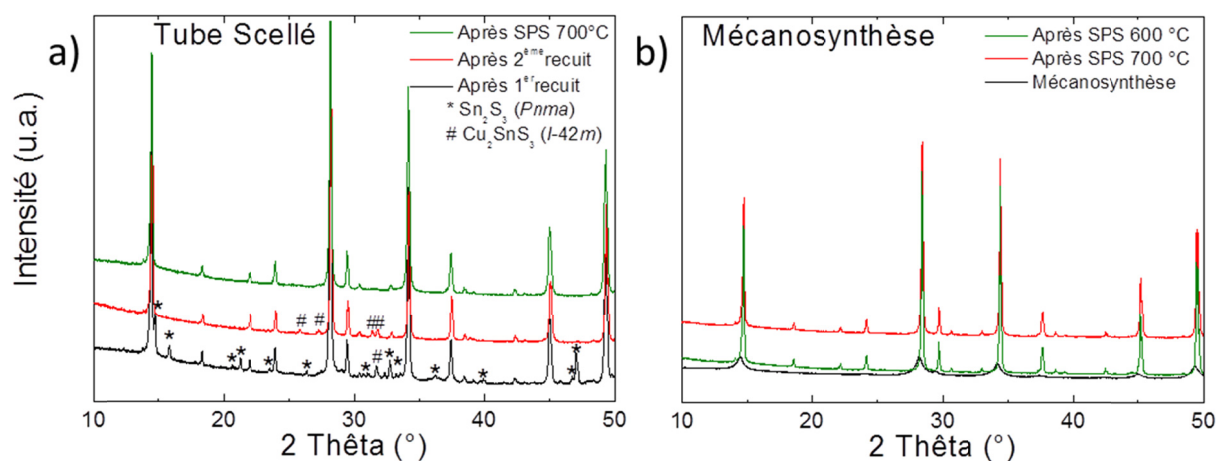 a)
Tube Scellé
Après SPS 700°C
Après 2ème recuit
Après 1er recuit
* Sn2S3 (Pnma)
# Cu2SnS3 (I-42m)
Intensité (u.a.)
* * * * * * * # * * * * * *
# # ##
10 20 30 40 50
2 Thêta (°)
b)
Mécanosynthèse
Après SPS 600 °C
Après SPS 700 °C
Mécanosynthèse
10 20 30 40 50
2 Thêta (°)